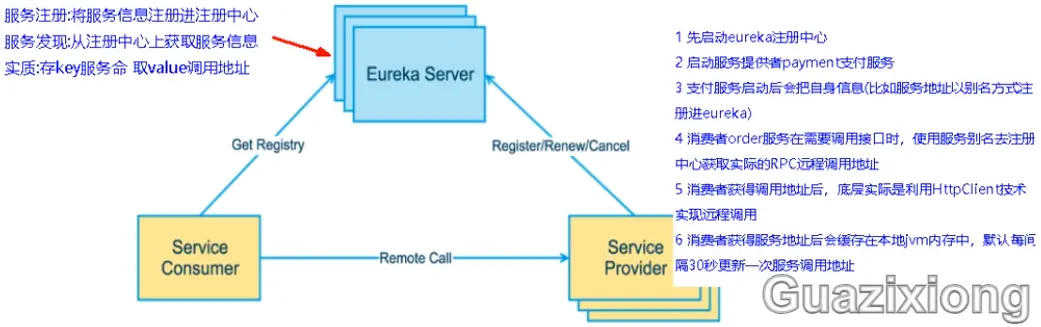 服务注册:将服务信息注册进注册中心
服务发现:从注册中心上获取服务信息
实质:存key服务命 取value调用地址
Eureka Server
Get Registry
Register/Renew/Cancel
Service
Consumer
Remote Call
Service
Provider
1 先启动eureka注册中心
2 启动服务提供者payment支付服务
3 支付服务启动后会把自身信息(比如服务地址以别名方式注
册进eureka)
4 消费者order服务在需要调用接口时，使用服务别名去注册
中心获取实际的RPC远程调用地址
5 消费者获得调用地址后，底层实际是利用HttpClient技术
实现远程调用
6 消费者获得服务地址后会缓存在本地jvm内存中，默认每间
隔30秒更新一次服务调用地址
Guazixiong